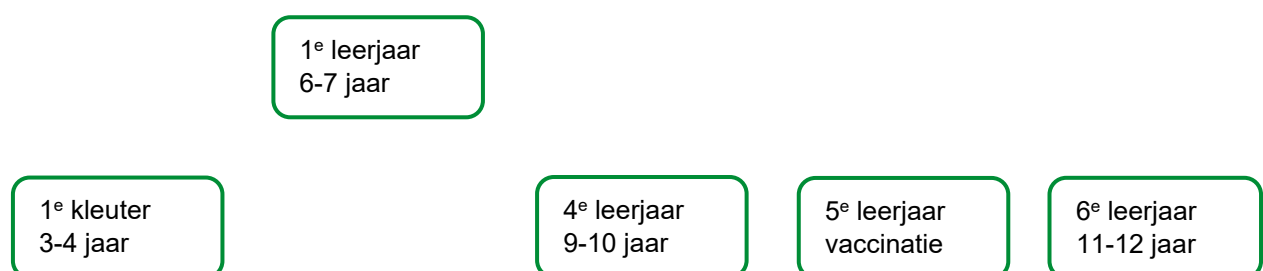 1ᵉ leerjaar
6-7 jaar
1ᵉ kleuter
3-4 jaar
4ᵉ leerjaar
9-10 jaar
5ᵉ leerjaar
vaccinatie
6ᵉ leerjaar
11-12 jaar